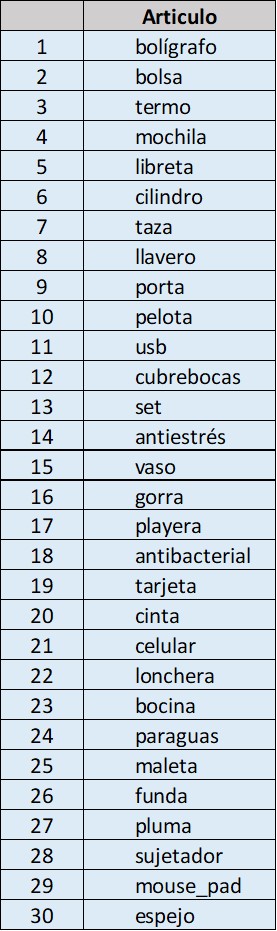 Articulo
1 bolígrafo
2 bolsa
3 termo
4 mochila
5 libreta
6 cilindro
7 taza
8 llavero
9 porta
10 pelota
11 usb
12 cubrebocas
13 set
14 antiestrés
15 vaso
16 gorra
17 playera
18 antibacterial
19 tarjeta
20 cinta
21 celular
22 lonchera
23 bocina
24 paraguas
25 maleta
26 funda
27 pluma
28 sujetador
29 mouse_pad
30 espejo